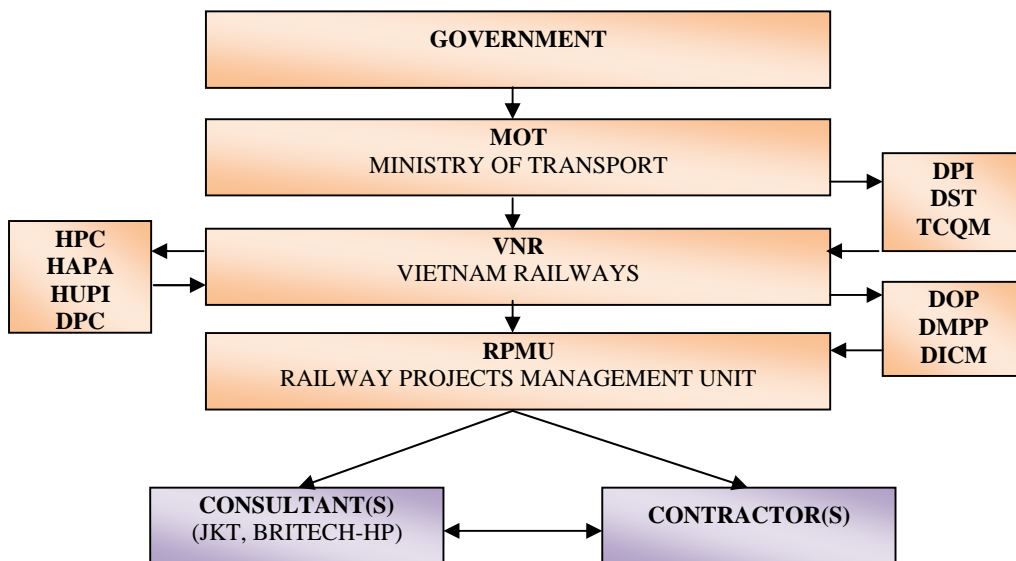 GOVERNMENT
MOT
MINISTRY OF TRANSPORT
DPI
DST
TCQM
HPC
HAPA
HUPI
DPC
VNR
VIETNAM RAILWAYS
DOP
DMPP
DICM
RPMU
RAILWAY PROJECTS MANAGEMENT UNIT
CONSULTANT(S)
(JKT, BRITECH-HP)
CONTRACTOR(S)